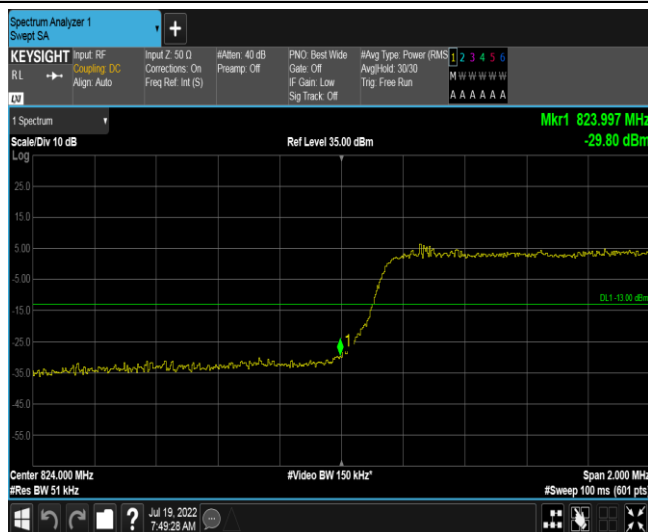 Spectrum Analyzer 1
Swept SA
+
KEYSIGHT
RL
LXI
Input: RF
Coupling: DC
Align: Auto
Input Z: 50 Ω
Corrections: On
Freq Ref: Int (S)
#Atten: 40 dB
Preamp: Off
PNO: Best Wide
Gate: Off
IF Gain: Low
Sig Track: Off
#Avg Type: Power (RMS
Avg|Hold: 30/30
Trig: Free Run
1 2 3 4 5 6
M W W W W W
A A A A A A
1 Spectrum
Mkr1 823.997 MHz
Scale/Div 10 dB
Ref Level 35.00 dBm
-29.80 dBm
Log
25.0
15.0
5.00
-5.00
DL1 -13.00 dBm
-15.0
-25.0
1
-35.0
-45.0
-55.0
Center 824.000 MHz
#Video BW 150 kHz*
Span 2.000 MHz
#Res BW 51 kHz
#Sweep 100 ms (601 pts)
?
Jul 19, 2022
7:49:28 AM